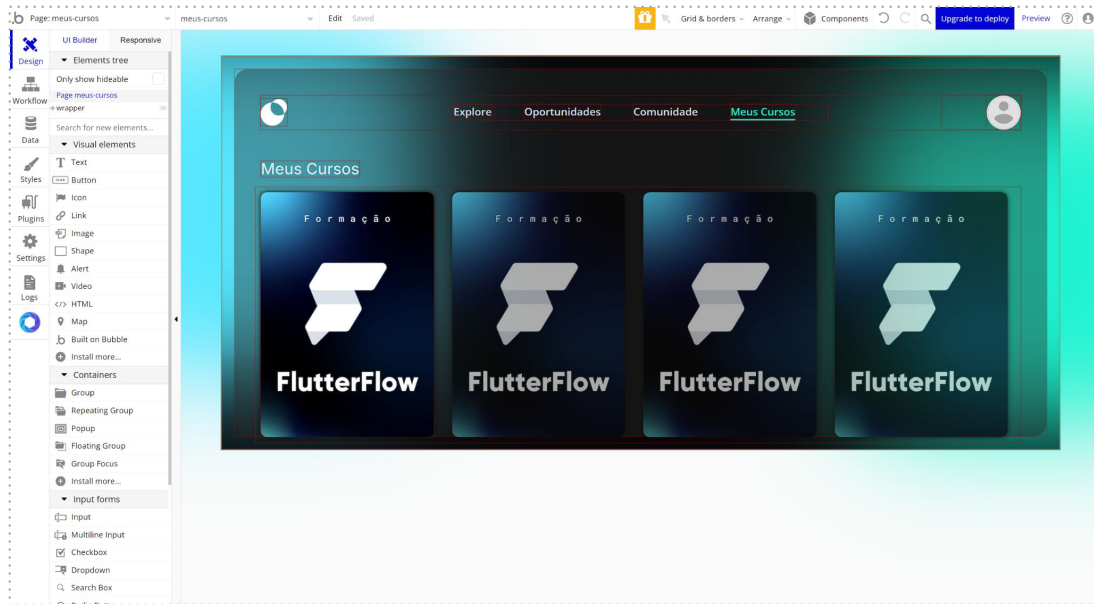 Page: meus-cursos
meus-cursos
Edit Saved
Grid & borders
Arrange
Components
Upgrade to deploy
Preview
UI Builder
Responsive
Design
Workflow
Data
Styles
Plugins
Settings
Logs
Elements tree
Only show hideable
Page meus-cursos
+ wrapper
Search for new elements...
Visual elements
Text
Button
Icon
Link
Image
Shape
Alert
Video
</> HTML
Map
Built on Bubble
Install more...
Containers
Group
Repeating Group
Popup
Floating Group
Group Focus
Install more...
Input forms
Input
Multiline Input
Checkbox
Dropdown
Search Box
Explore Oportunidades Comunidade Meus Cursos
Meus Cursos
Formação Formação Formação Formação
FlutterFlow FlutterFlow FlutterFlow FlutterFlow